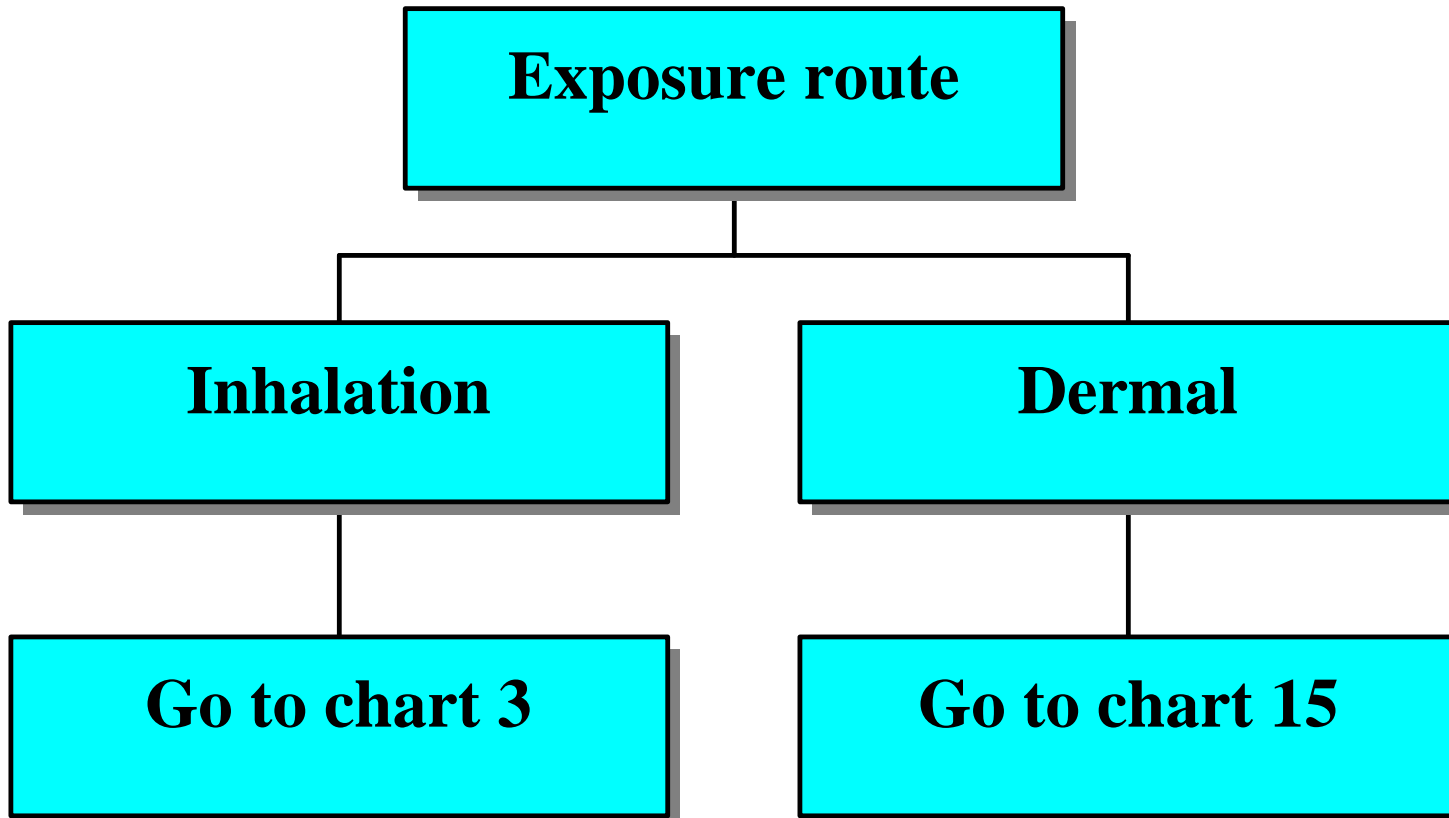 Exposure route
Inhalation
Dermal
Go to chart 3
Go to chart 15